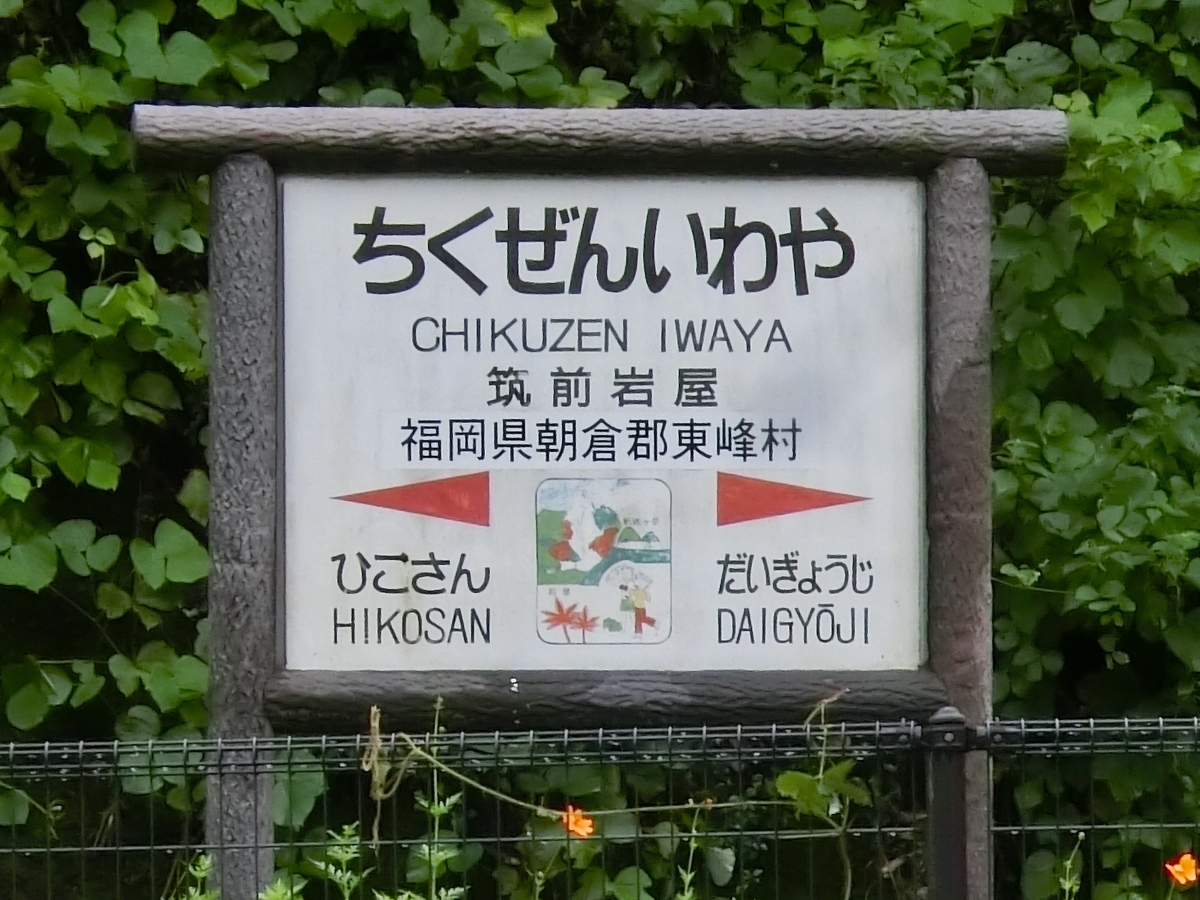 ちくぜんいわや
CHIKUZEN IWAYA
筑前岩屋
福岡県朝倉郡東峰村
ひこさん
HIKOSAN
だいぎょうじ
DAIGYŌJI